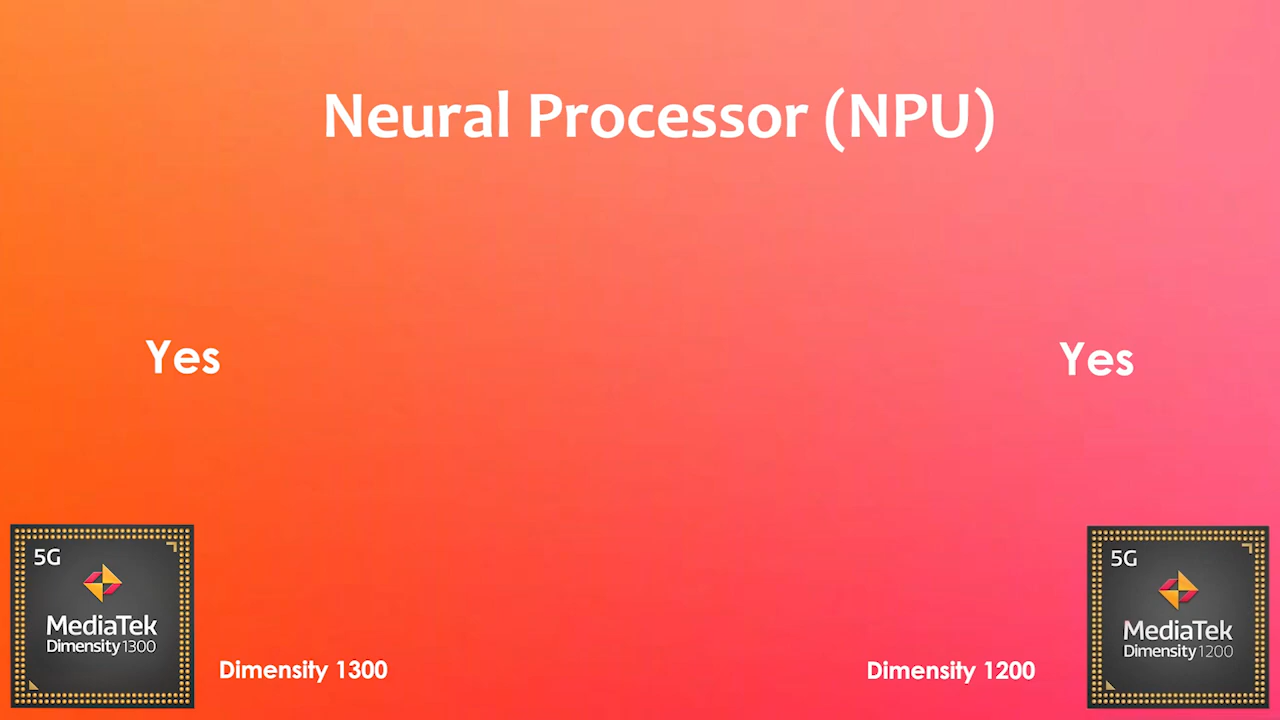 Neural Processor (NPU)
Yes
Yes
5G
MediaTek
Dimensity 1300
Dimensity 1300
Dimensity 1200
5G
MediaTek
Dimensity 1200